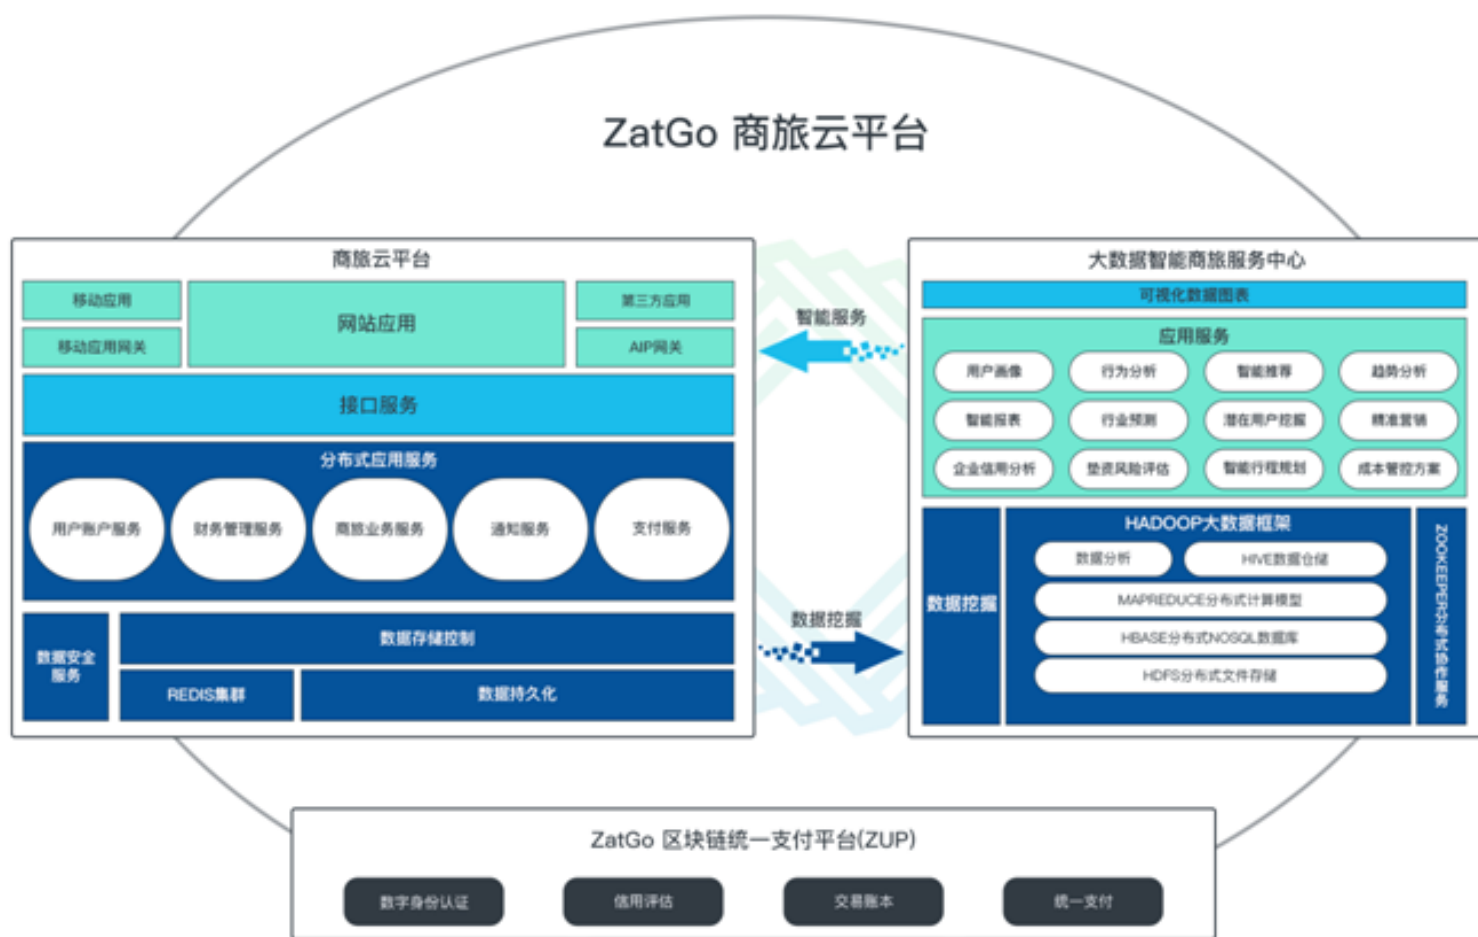 ZatGo 商旅云平台
商旅云平台
移动应用
网站应用
第三方应用
移动应用网关
AIP网关
接口服务
分布式应用服务
用户账户服务
财务管理服务
商旅业务服务
通知服务
支付服务
数据安全
服务
数据存储控制
REDIS集群
数据持久化
智能服务
数据挖掘
大数据智能商旅服务中心
可视化数据图表
应用服务
用户画像
行为分析
智能推荐
趋势分析
智能报表
行业预测
潜在用户挖掘
精准营销
企业信用分析
垫资风险评估
智能行程规划
成本管控方案
数据挖掘
HADOOP大数据框架
数据分析
HIVE数据仓储
MAPREDUCE分布式计算模型
HBASE分布式NOSQL数据库
HDFS分布式文件存储
ZOOKEEPER分布式协作服务
ZatGo 区块链统一支付平台(ZUP)
数字身份认证
信用评估
交易账本
统一支付